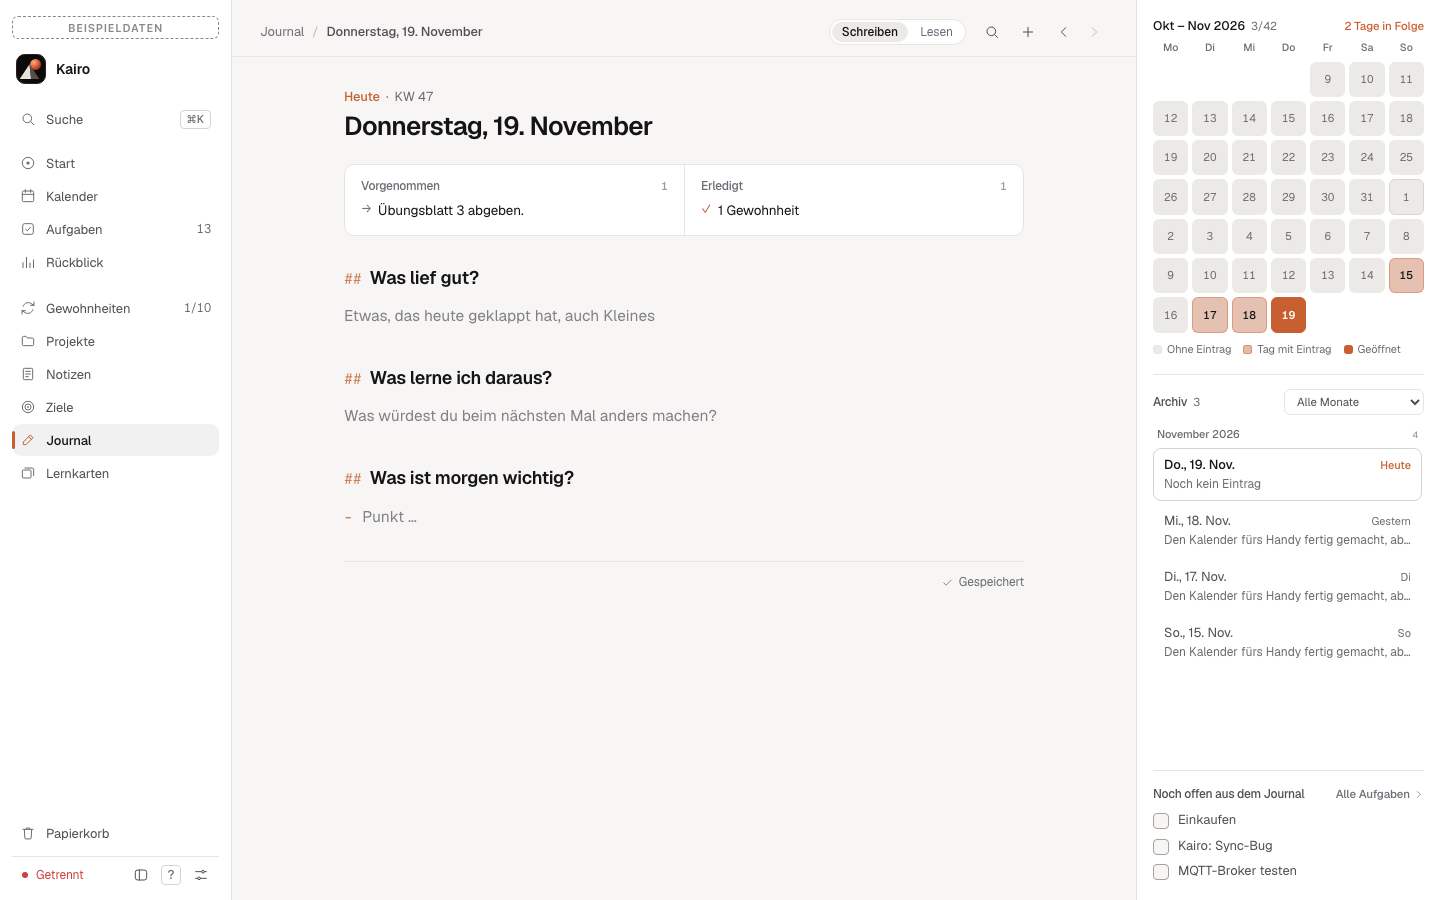 BEISPIELDATEN
Kairo
Suche ⌘K
Start
Kalender
Aufgaben 13
Rückblick
Gewohnheiten 1/10
Projekte
Notizen
Ziele
Journal
Lernkarten
Papierkorb
Getrennt ?
Journal / Donnerstag, 19. November
Schreiben Lesen
Heute · KW 47
Donnerstag, 19. November
Vorgenommen 1
→ Übungsblatt 3 abgeben.
Erledigt 1
✓ 1 Gewohnheit
## Was lief gut?
Etwas, das heute geklappt hat, auch Kleines
## Was lerne ich daraus?
Was würdest du beim nächsten Mal anders machen?
## Was ist morgen wichtig?
– Punkt ...
✓ Gespeichert
Okt – Nov 2026 3/42 2 Tage in Folge
Mo Di Mi Do Fr Sa So
9 10 11
12 13 14 15 16 17 18
19 20 21 22 23 24 25
26 27 28 29 30 31 1
2 3 4 5 6 7 8
9 10 11 12 13 14 15
16 17 18 19
Ohne Eintrag Tag mit Eintrag Geöffnet
Archiv 3 Alle Monate
November 2026 4
Do., 19. Nov. Heute
Noch kein Eintrag
Mi., 18. Nov. Gestern
Den Kalender fürs Handy fertig gemacht, ab...
Di., 17. Nov. Di
Den Kalender fürs Handy fertig gemacht, ab...
So., 15. Nov. So
Den Kalender fürs Handy fertig gemacht, ab...
Noch offen aus dem Journal Alle Aufgaben
Einkaufen
Kairo: Sync-Bug
MQTT-Broker testen